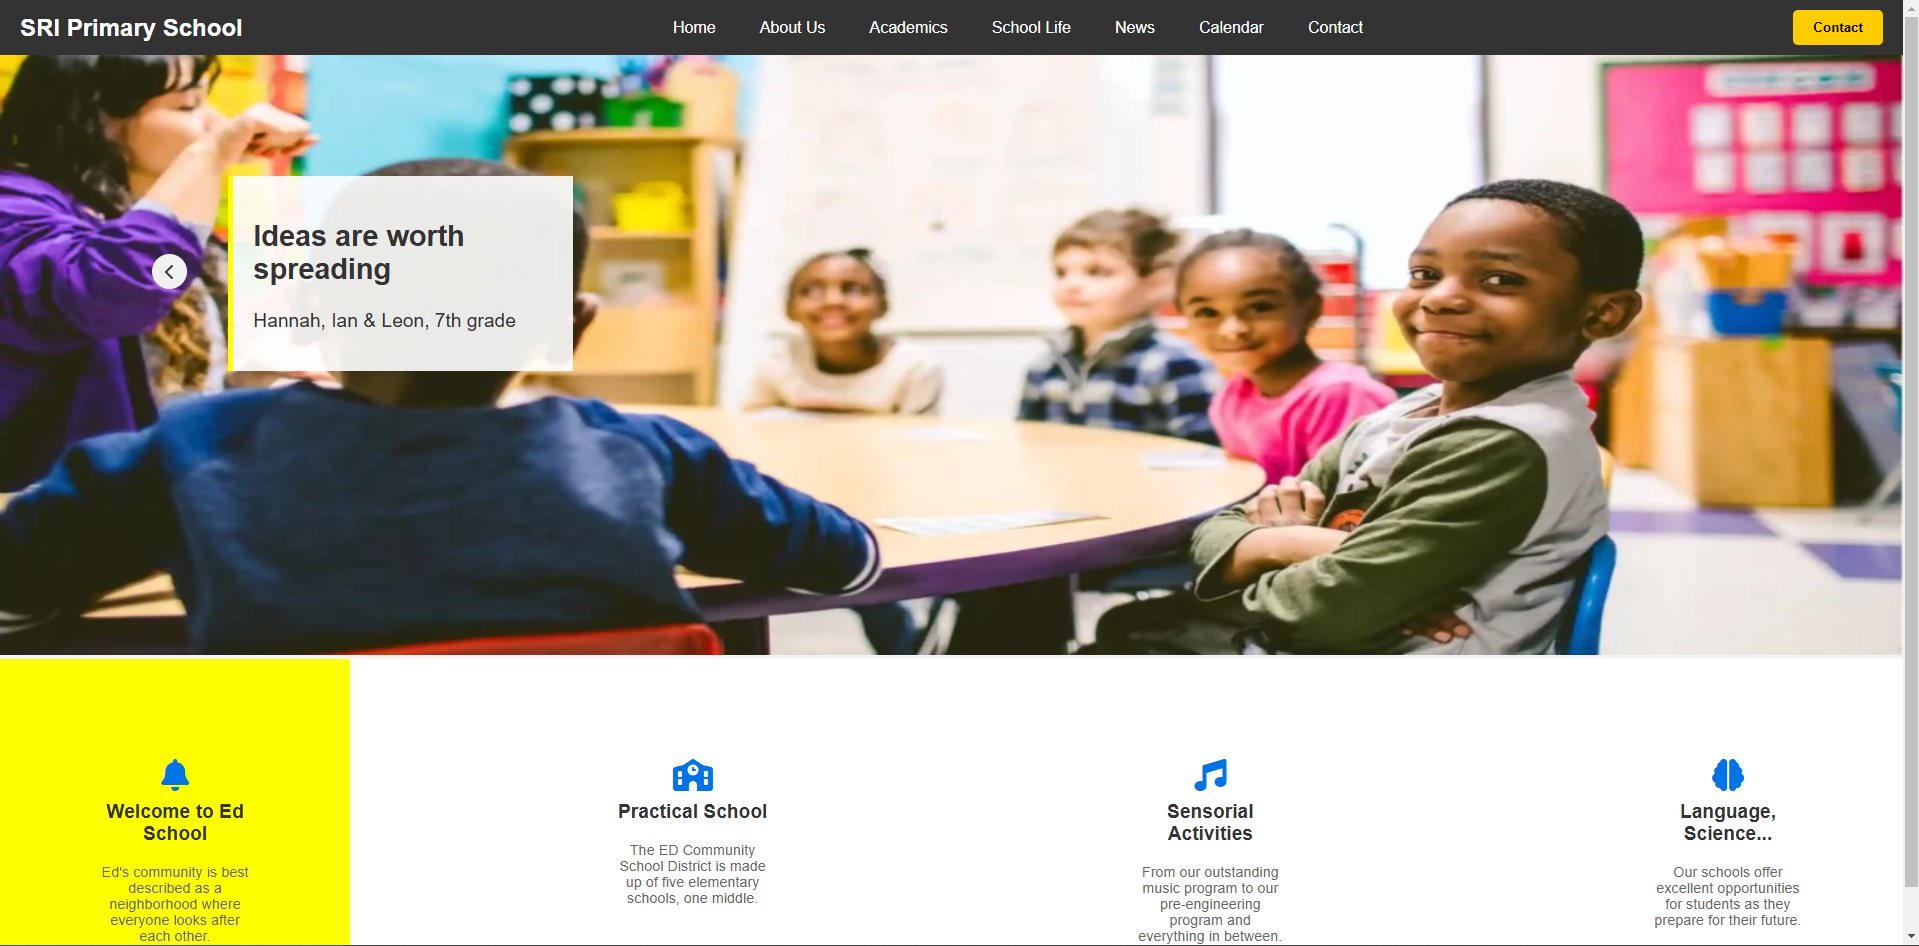 SRI Primary School
Home About Us Academics School Life News Calendar Contact
Contact
Ideas are worth
spreading
Hannah, Ian & Leon, 7th grade
Welcome to Ed
School
Ed's community is best
described as a
neighborhood where
everyone looks after
each other.
Practical School
The ED Community
School District is made
up of five elementary
schools, one middle.
Sensorial
Activities
From our outstanding
music program to our
pre-engineering
program and
everything in between.
Language,
Science...
Our schools offer
excellent opportunities
for students as they
prepare for their future.